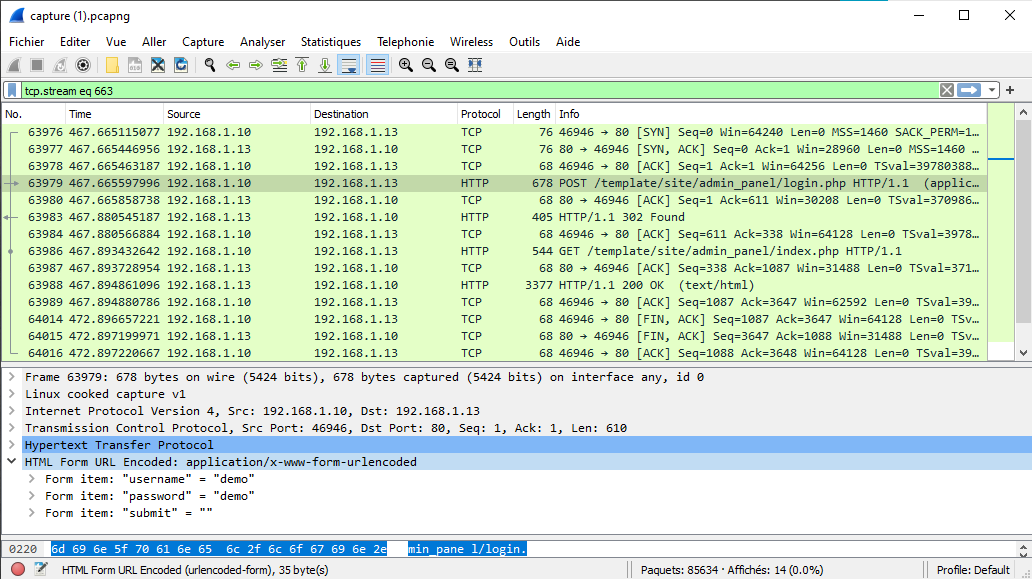 capture (1).pcapng
Fichier Editer Vue Aller Capture Analyser Statistiques Telephonie Wireless Outils Aide
tcp.stream eq 663
No. Time Source Destination Protocol Length Info
63976 467.665115077 192.168.1.10 192.168.1.13 TCP 76 46946 → 80 [SYN] Seq=0 Win=64240 Len=0 MSS=1460 SACK_PERM=1…
63977 467.665446956 192.168.1.13 192.168.1.10 TCP 76 80 → 46946 [SYN, ACK] Seq=0 Ack=1 Win=28960 Len=0 MSS=1460 …
63978 467.665463187 192.168.1.10 192.168.1.13 TCP 68 46946 → 80 [ACK] Seq=1 Ack=1 Win=64256 Len=0 TSval=39780388…
63979 467.665597996 192.168.1.10 192.168.1.13 HTTP 678 POST /template/site/admin_panel/login.php HTTP/1.1 (applic…
63980 467.665858738 192.168.1.13 192.168.1.10 TCP 68 80 → 46946 [ACK] Seq=1 Ack=611 Win=30208 Len=0 TSval=370986…
63983 467.880545187 192.168.1.13 192.168.1.10 HTTP 405 HTTP/1.1 302 Found
63984 467.880566884 192.168.1.10 192.168.1.13 TCP 68 46946 → 80 [ACK] Seq=611 Ack=338 Win=64128 Len=0 TSval=3978…
63986 467.893432642 192.168.1.10 192.168.1.13 HTTP 544 GET /template/site/admin_panel/index.php HTTP/1.1
63987 467.893728954 192.168.1.13 192.168.1.10 TCP 68 80 → 46946 [ACK] Seq=338 Ack=1087 Win=31488 Len=0 TSval=371…
63988 467.894861096 192.168.1.13 192.168.1.10 HTTP 3377 HTTP/1.1 200 OK (text/html)
63989 467.894880786 192.168.1.10 192.168.1.13 TCP 68 46946 → 80 [ACK] Seq=1087 Ack=3647 Win=62592 Len=0 TSval=39…
64014 472.896657221 192.168.1.10 192.168.1.13 TCP 68 46946 → 80 [FIN, ACK] Seq=1087 Ack=3647 Win=64128 Len=0 TSv…
64015 472.897199971 192.168.1.13 192.168.1.10 TCP 68 80 → 46946 [FIN, ACK] Seq=3647 Ack=1088 Win=31488 Len=0 TSv…
64016 472.897220667 192.168.1.10 192.168.1.13 TCP 68 46946 → 80 [ACK] Seq=1088 Ack=3648 Win=64128 Len=0 TSval=39…
Frame 63979: 678 bytes on wire (5424 bits), 678 bytes captured (5424 bits) on interface any, id 0
Linux cooked capture v1
Internet Protocol Version 4, Src: 192.168.1.10, Dst: 192.168.1.13
Transmission Control Protocol, Src Port: 46946, Dst Port: 80, Seq: 1, Ack: 1, Len: 610
Hypertext Transfer Protocol
HTML Form URL Encoded: application/x-www-form-urlencoded
Form item: "username" = "demo"
Form item: "password" = "demo"
Form item: "submit" = ""
0220 6d 69 6e 5f 70 61 6e 65 6c 2f 6c 6f 67 69 6e 2e min_pane l/login.
HTML Form URL Encoded (urlencoded-form), 35 byte(s) Paquets: 85634 · Affichés: 14 (0.0%) Profile: Default